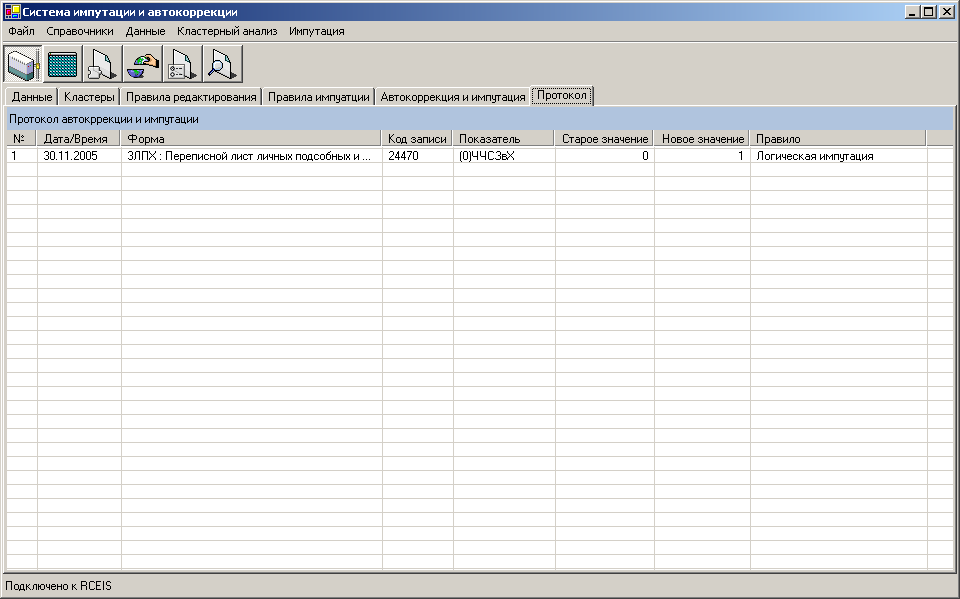 Система импутации и автокоррекции
Файл Справочники Данные Кластерный анализ Импутация
Данные Кластеры Правила редактирования Правила импуатции Автокоррекция и импутация Протокол
Протокол автокррекции и импутации
№ Дата/Время Форма Код записи Показатель Старое значение Новое значение Правило
1 30.11.2005 3ЛПХ : Переписной лист личных подсобных и ... 24470 (0)ЧЧСЗвХ 0 1 Логическая импутация
Подключено к RCEIS